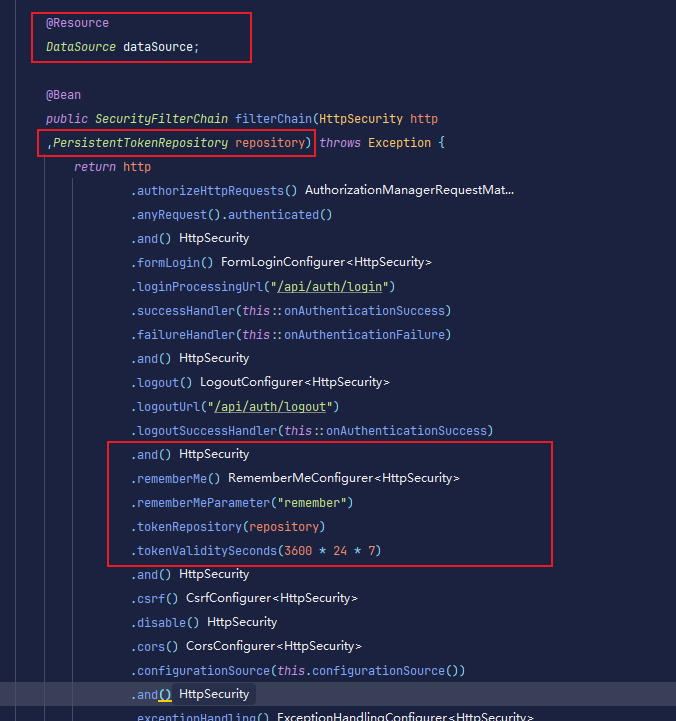 @Resource
DataSource dataSource;
@Bean
public SecurityFilterChain filterChain(HttpSecurity http
,PersistentTokenRepository repository) throws Exception {
return http
.authorizeHttpRequests() AuthorizationManagerRequestMat...
.anyRequest().authenticated()
.and() HttpSecurity
.formLogin() FormLoginConfigurer<HttpSecurity>
.loginProcessingUrl("/api/auth/login")
.successHandler(this::onAuthenticationSuccess)
.failureHandler(this::onAuthenticationFailure)
.and() HttpSecurity
.logout() LogoutConfigurer<HttpSecurity>
.logoutUrl("/api/auth/logout")
.logoutSuccessHandler(this::onAuthenticationSuccess)
.and() HttpSecurity
.rememberMe() RememberMeConfigurer<HttpSecurity>
.rememberMeParameter("remember")
.tokenRepository(repository)
.tokenValiditySeconds(3600 * 24 * 7)
.and() HttpSecurity
.csrf() CsrfConfigurer<HttpSecurity>
.disable() HttpSecurity
.cors() CorsConfigurer<HttpSecurity>
.configurationSource(this.configurationSource())
.and() HttpSecurity
.exceptionHandling() ExceptionHandlingConfigurer<HttpSecurity>